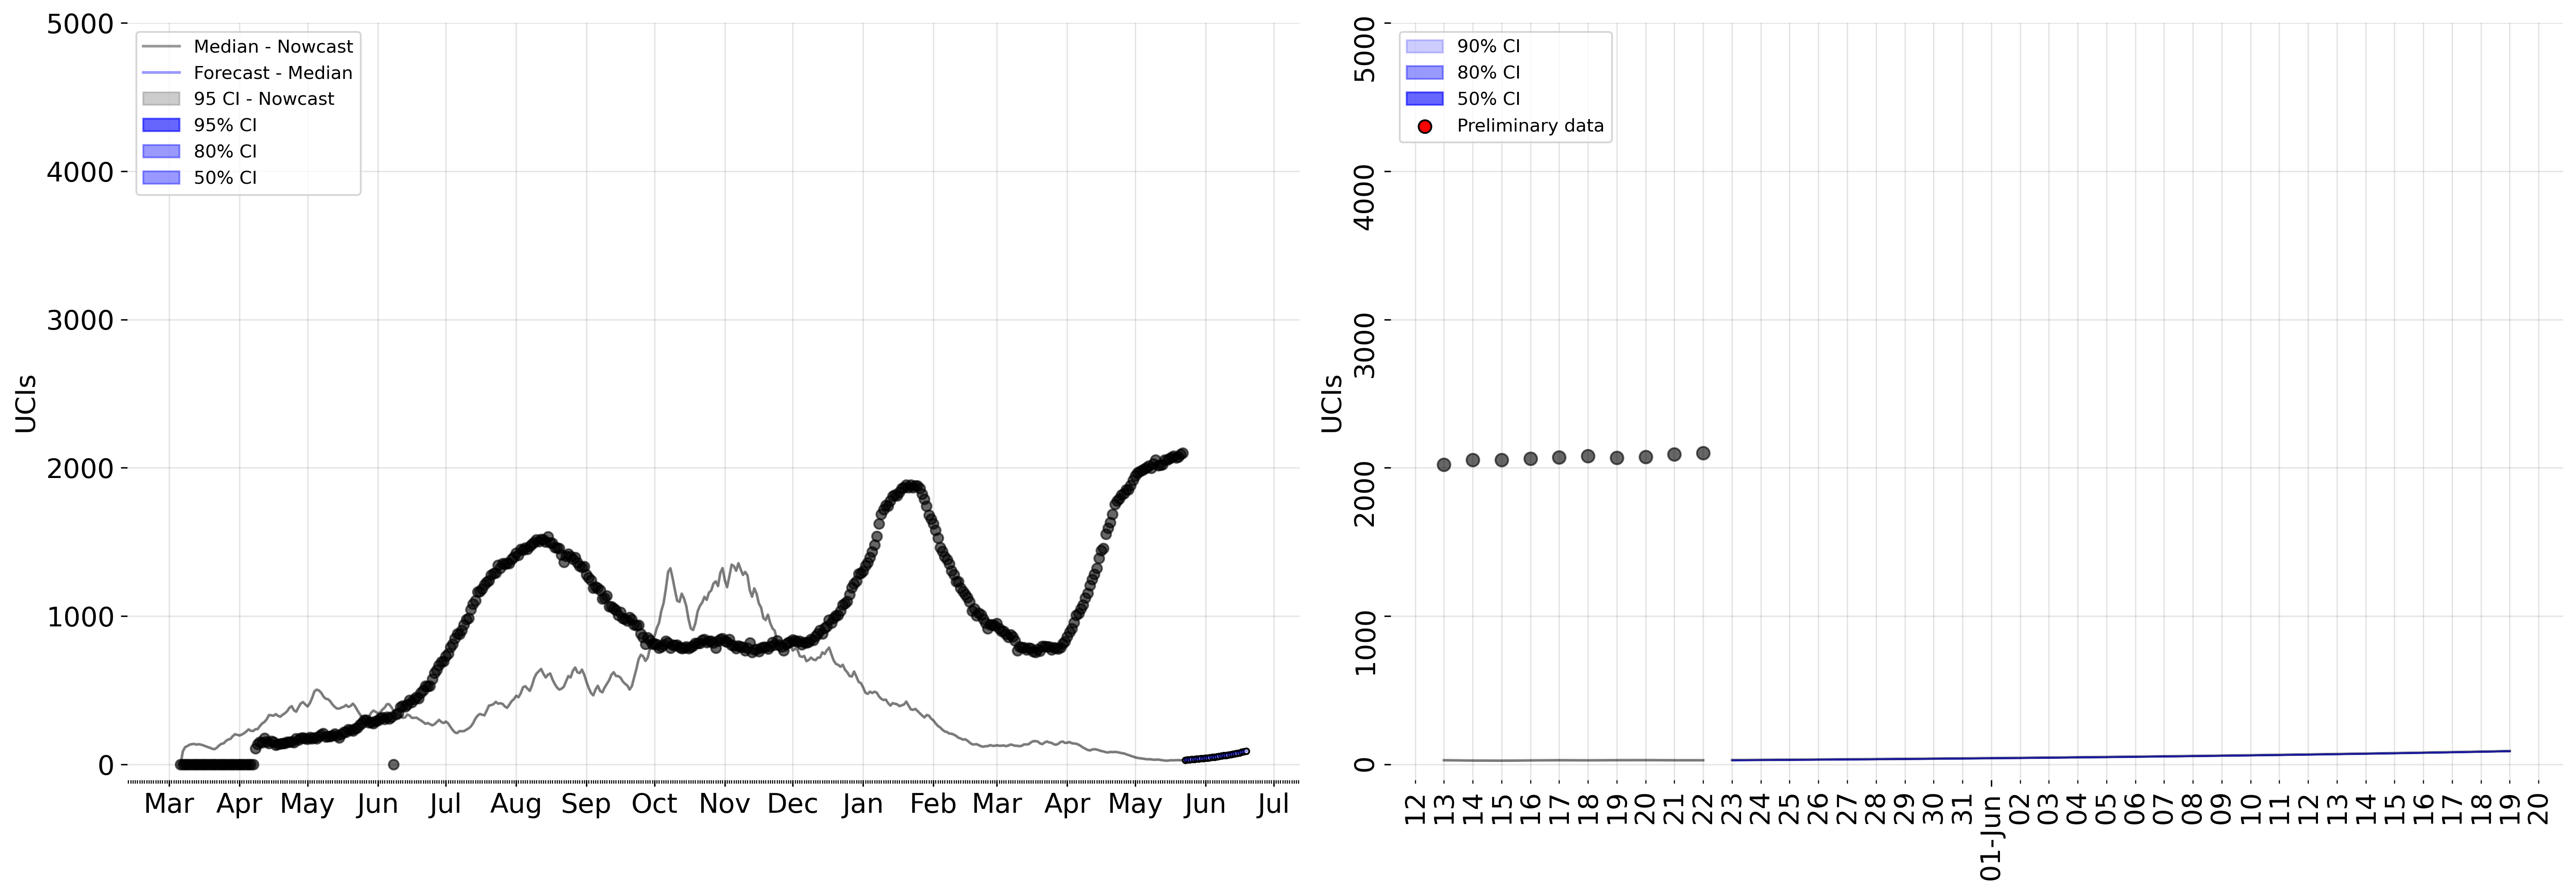 5000
4000
3000
2000
1000
0
UCIs
Median - Nowcast
Forecast - Median
95 CI - Nowcast
95% CI
80% CI
50% CI
Mar Apr May Jun Jul Aug Sep Oct Nov Dec Jan Feb Mar Apr May Jun Jul
5000
4000
3000
2000
1000
0
UCIs
90% CI
80% CI
50% CI
Preliminary data
12 13 14 15 16 17 18 19 20 21 22 23 24 25 26 27 28 29 30 31 01-Jun 02 03 04 05 06 07 08 09 10 11 12 13 14 15 16 17 18 19 20